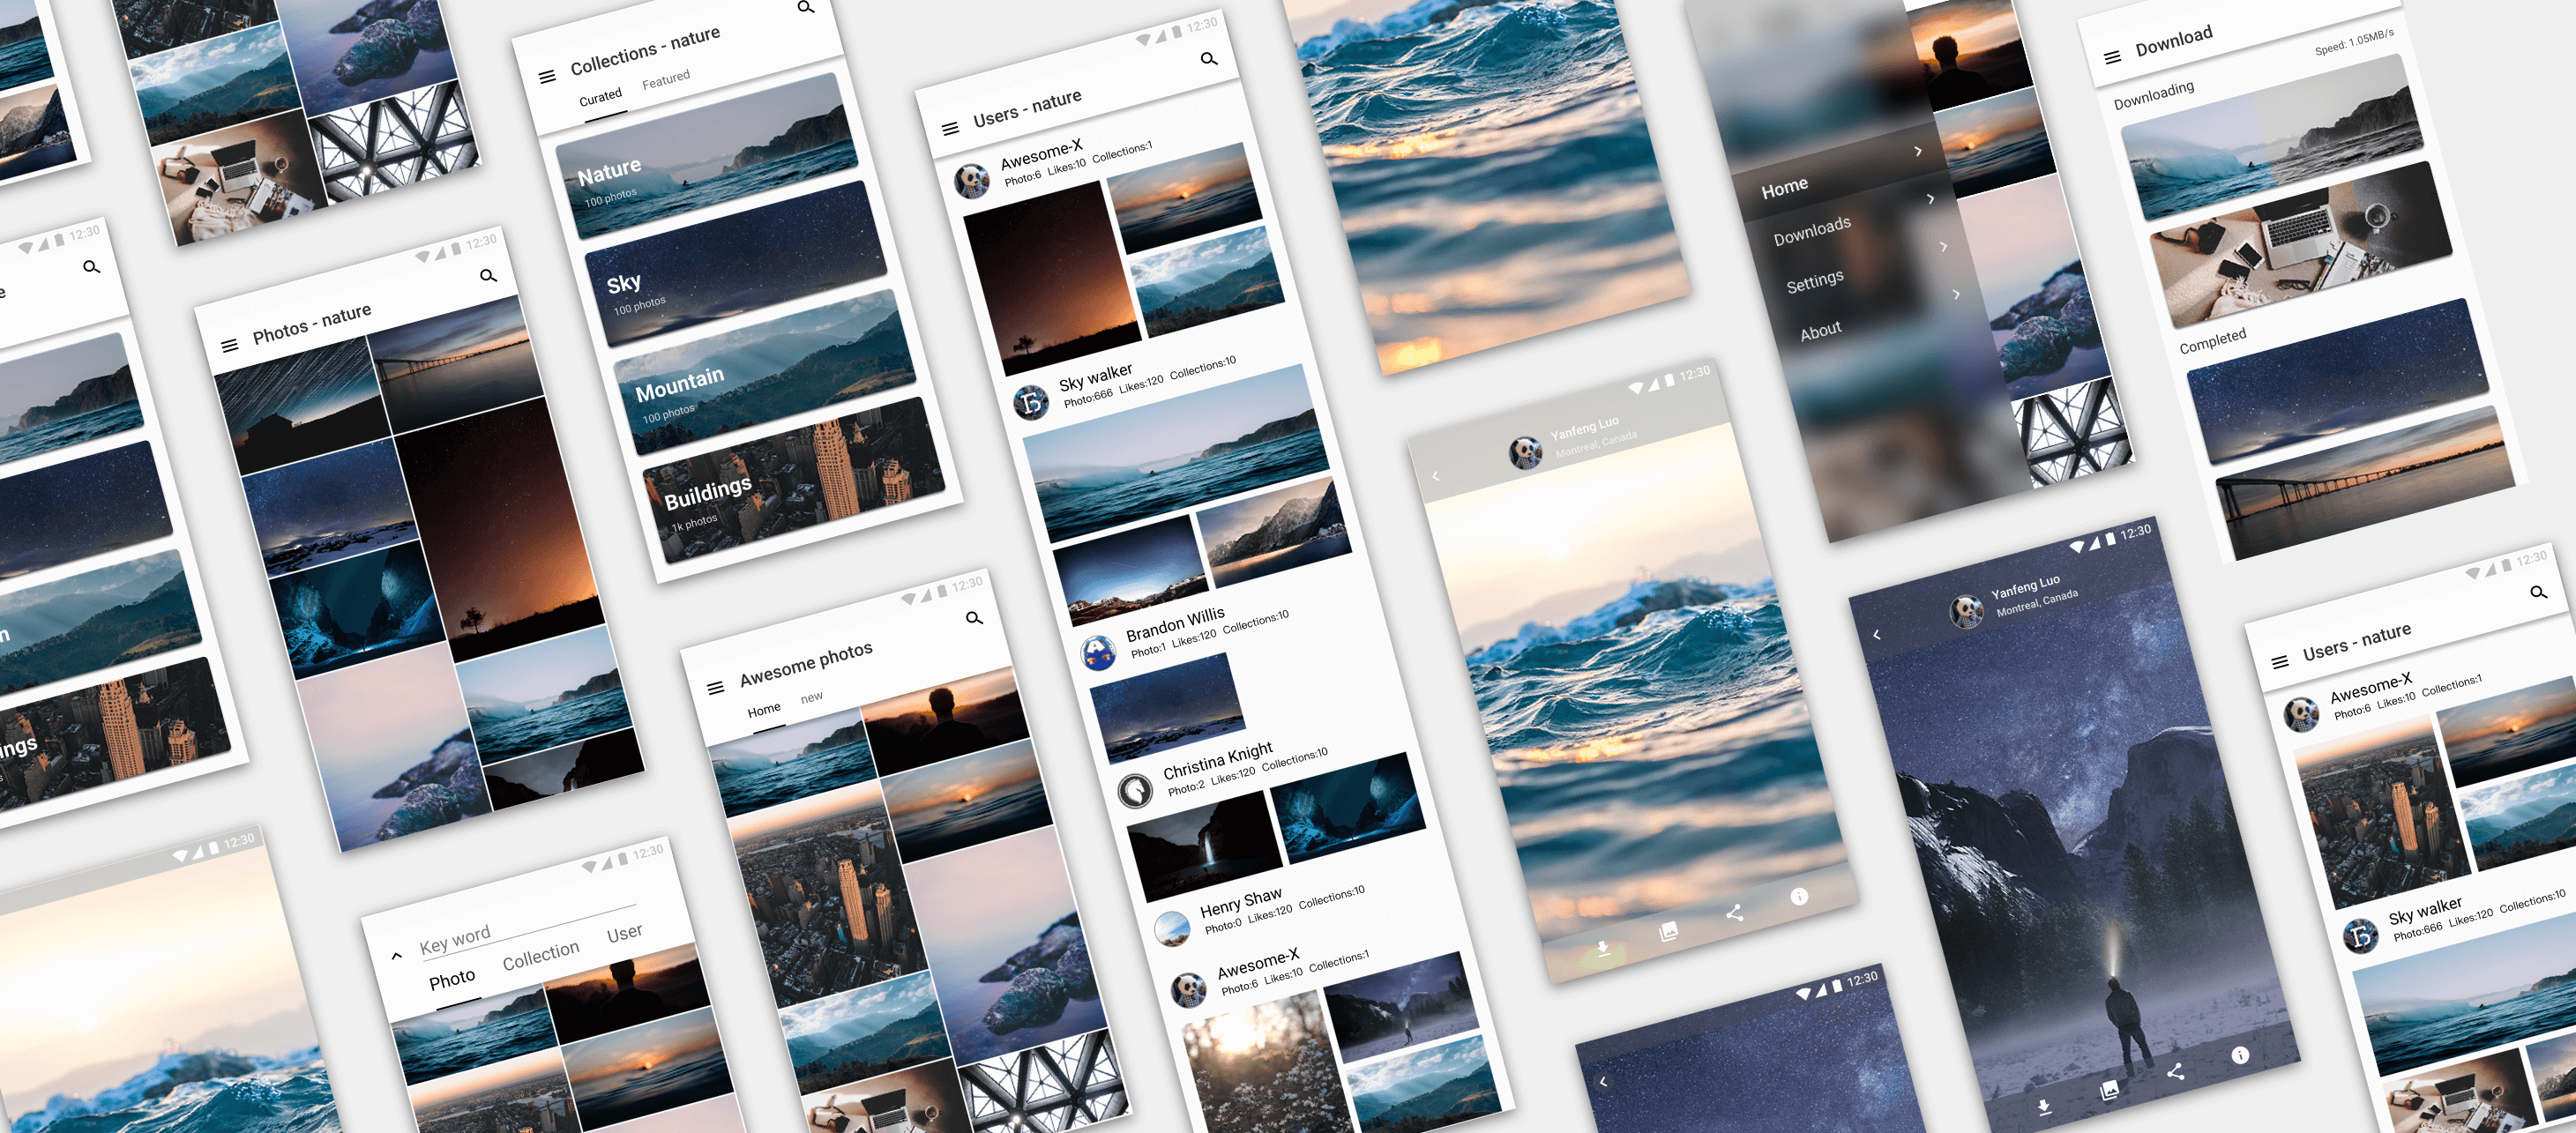 12:30
e
n
ings
s
12:30
12:30
Photos - nature
Collections - nature
Curated
Featured
Nature
100 photos
Sky
100 photos
Mountain
100 photos
Buildings
1k photos
12:30
Key word
Photo
Collection
User
12:30
Awesome photos
Home
new
12:30
Users - nature
Awesome-X
Photo:6 Likes:10 Collections:1
Sky walker
Photo:666 Likes:120 Collections:10
Brandon Willis
Photo:1 Likes:120 Collections:10
Christina Knight
Photo:2 Likes:120 Collections:10
Henry Shaw
Photo:0 Likes:120 Collections:10
Awesome-X
Photo:6 Likes:10 Collections:1
12:30
Yanfeng Luo
Montreal, Canada
12:30
Home
Downloads
Settings
About
12:30
Yanfeng Luo
Montreal, Canada
Download
Speed: 1.05MB/s
Downloading
Completed
12:30
Users - nature
Awesome-X
Photo:6 Likes:10 Collections:1
Sky walker
Photo:666 Likes:120 Collections:10